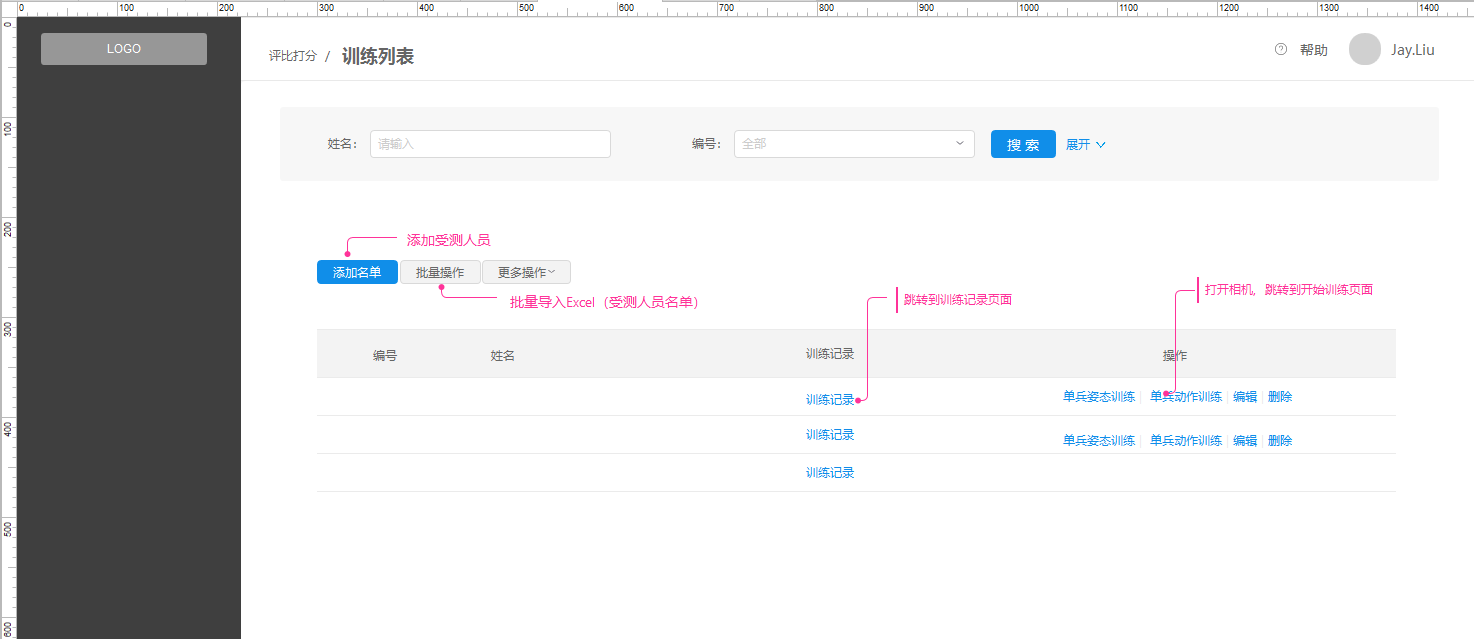 0 100 200 300 400 500 600 700 800 900 1000 1100 1200 1300 1400
0
100
200
300
400
500
600
LOGO
评比打分 / 训练列表
帮助 Jay.Liu
姓名: 请输入 编号: 全部 搜 索 展开
添加受测人员
添加名单 批量操作 更多操作
批量导入Excel（受测人员名单）
跳转到训练记录页面
打开相机，跳转到开始训练页面
编号 姓名 训练记录 操作
训练记录 单兵姿态训练 单兵动作训练 编辑 删除
训练记录 单兵姿态训练 单兵动作训练 编辑 删除
训练记录